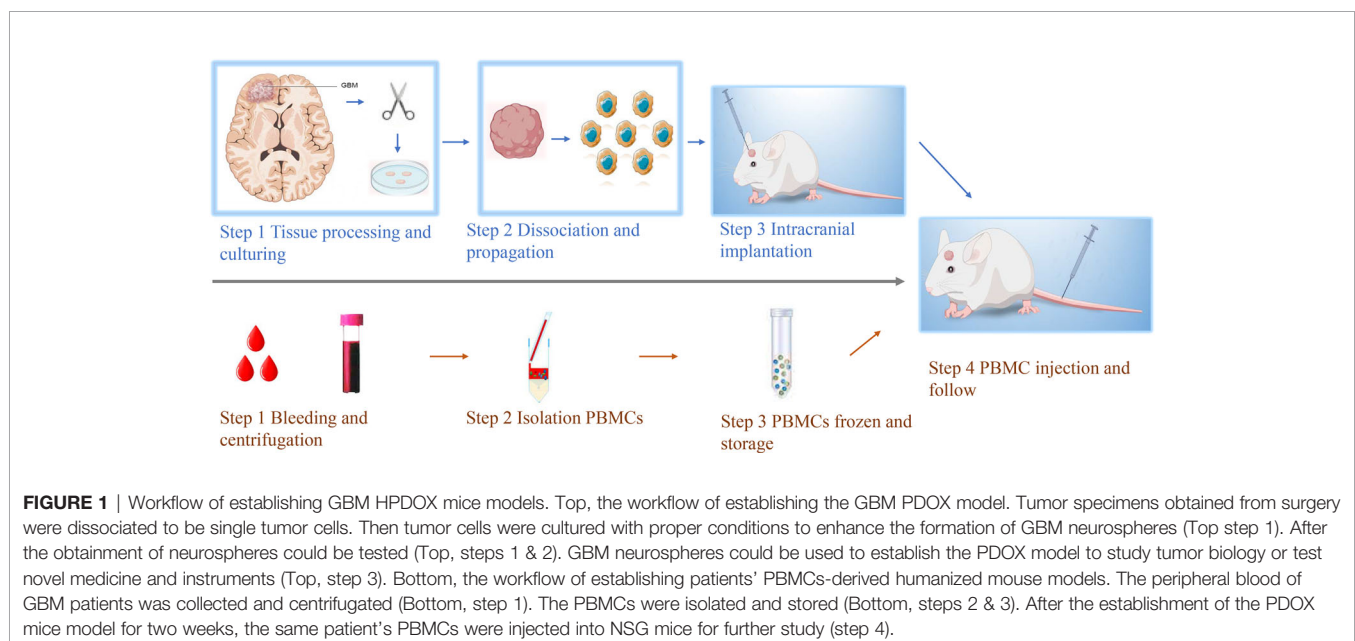 GBM
Step 1 Tissue processing and
culturing
Step 2 Dissociation and
propagation
Step 3 Intracranial
implantation
Step 1 Bleeding and
centrifugation
Step 2 Isolation PBMCs
Step 3 PBMCs frozen and
storage
Step 4 PBMC injection and
follow
FIGURE 1 | Workflow of establishing GBM HPDOX mice models. Top, the workflow of establishing the GBM PDOX model. Tumor specimens obtained from surgery
were dissociated to be single tumor cells. Then tumor cells were cultured with proper conditions to enhance the formation of GBM neurospheres (Top step 1). After
the obtainment of neurospheres could be tested (Top, steps 1 & 2). GBM neurospheres could be used to establish the PDOX model to study tumor biology or test
novel medicine and instruments (Top, step 3). Bottom, the workflow of establishing patients' PBMCs-derived humanized mouse models. The peripheral blood of
GBM patients was collected and centrifugated (Bottom, step 1). The PBMCs were isolated and stored (Bottom, steps 2 & 3). After the establishment of the PDOX
mice model for two weeks, the same patient's PBMCs were injected into NSG mice for further study (step 4).